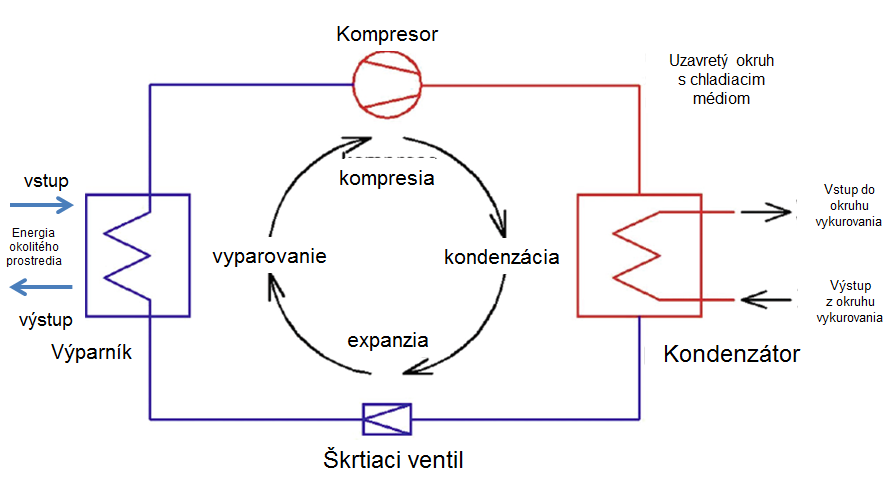 Kompresor
Uzavretý okruh
s chladiacim
médiom
kompresia
vstup
Energia
okolitého
prostredia
výstup
Výparník
vyparovanie
kondenzácia
expanzia
Vstup do
okruhu
vykurovania
Výstup
z okruhu
vykurovania
Kondenzátor
Škrtiaci ventil